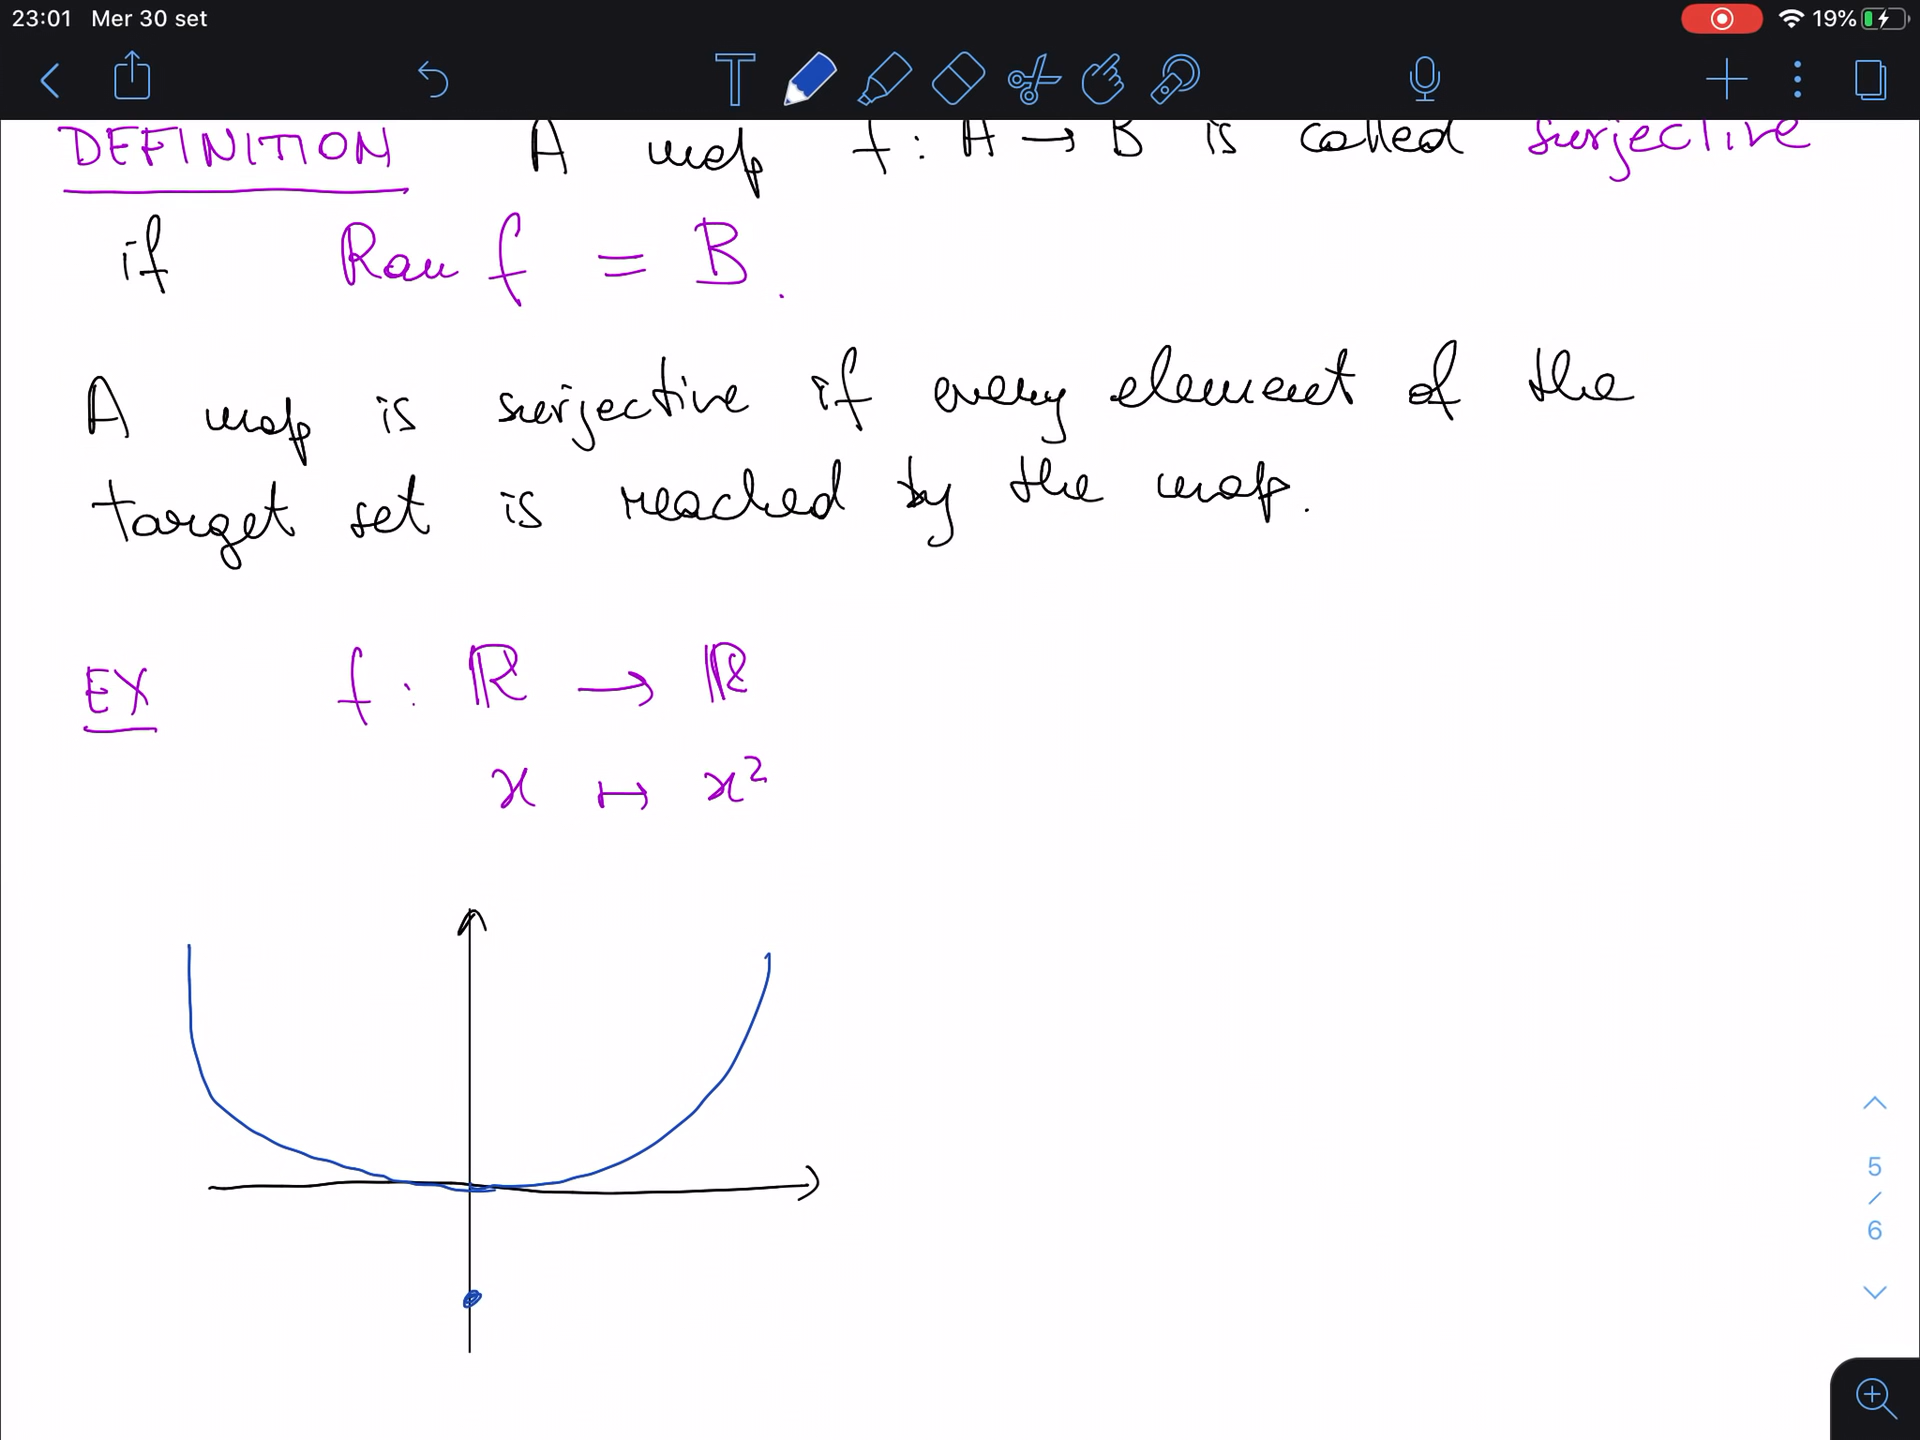 23:01 Mer 30 set 19%
DEFINITION A map f: A → B is called surjective
if Ran f = B.
A map is surjective if every element of the
target set is reached by the map.
EX f: ℝ → ℝ
x ↦ x²
5
/
6